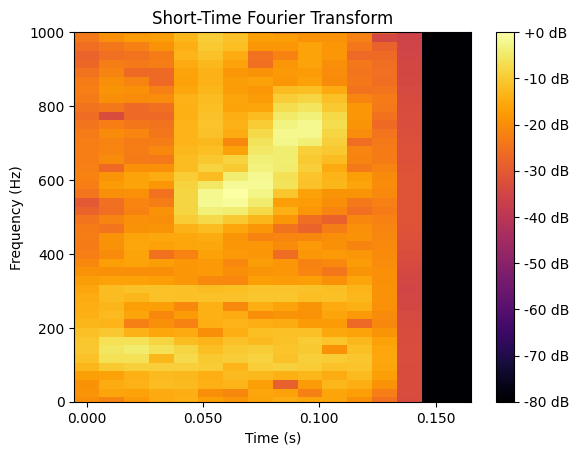 Short-Time Fourier Transform
1000
800
600
400
200
0
Frequency (Hz)
0.000
0.050
0.100
0.150
Time (s)
+0 dB
-10 dB
-20 dB
-30 dB
-40 dB
-50 dB
-60 dB
-70 dB
-80 dB